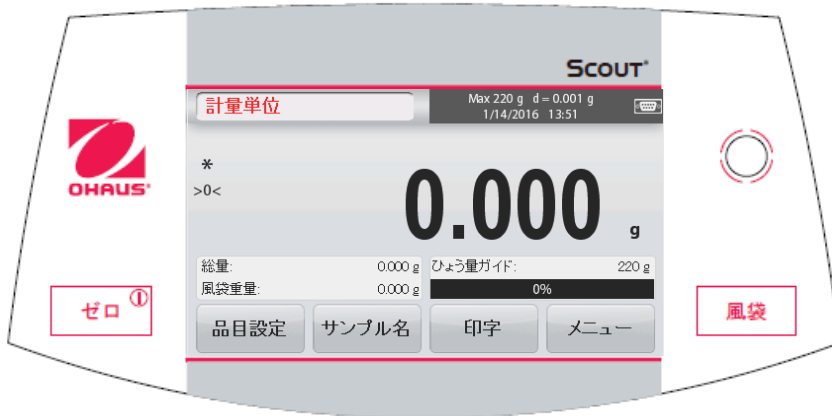 SCOUT®
計量単位
Max 220 g d = 0.001 g
1/14/2016 13:51
OHAUS®
*
>0<
0.000 g
総量: 0.000 g ひょう量ガイド: 220 g
風袋重量: 0.000 g 0%
ゼロ
風袋
品目設定 サンプル名 印字 メニュー